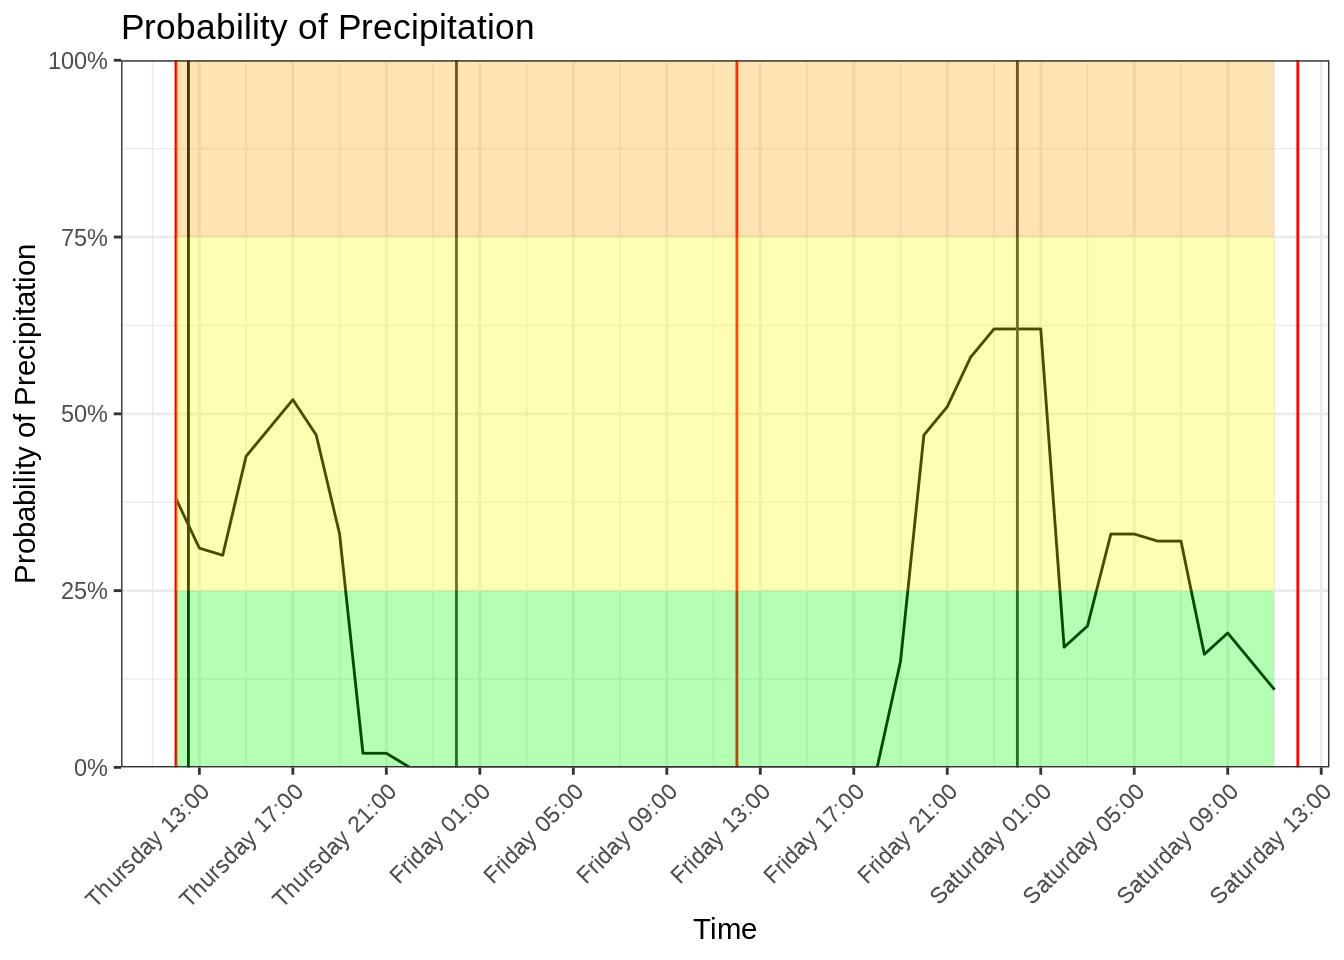 Probability of Precipitation
Probability of Precipitation
100%
75%
50%
25%
0%
Thursday 13:00
Thursday 17:00
Thursday 21:00
Friday 01:00
Friday 05:00
Friday 09:00
Friday 13:00
Friday 17:00
Friday 21:00
Saturday 01:00
Saturday 05:00
Saturday 09:00
Saturday 13:00
Time